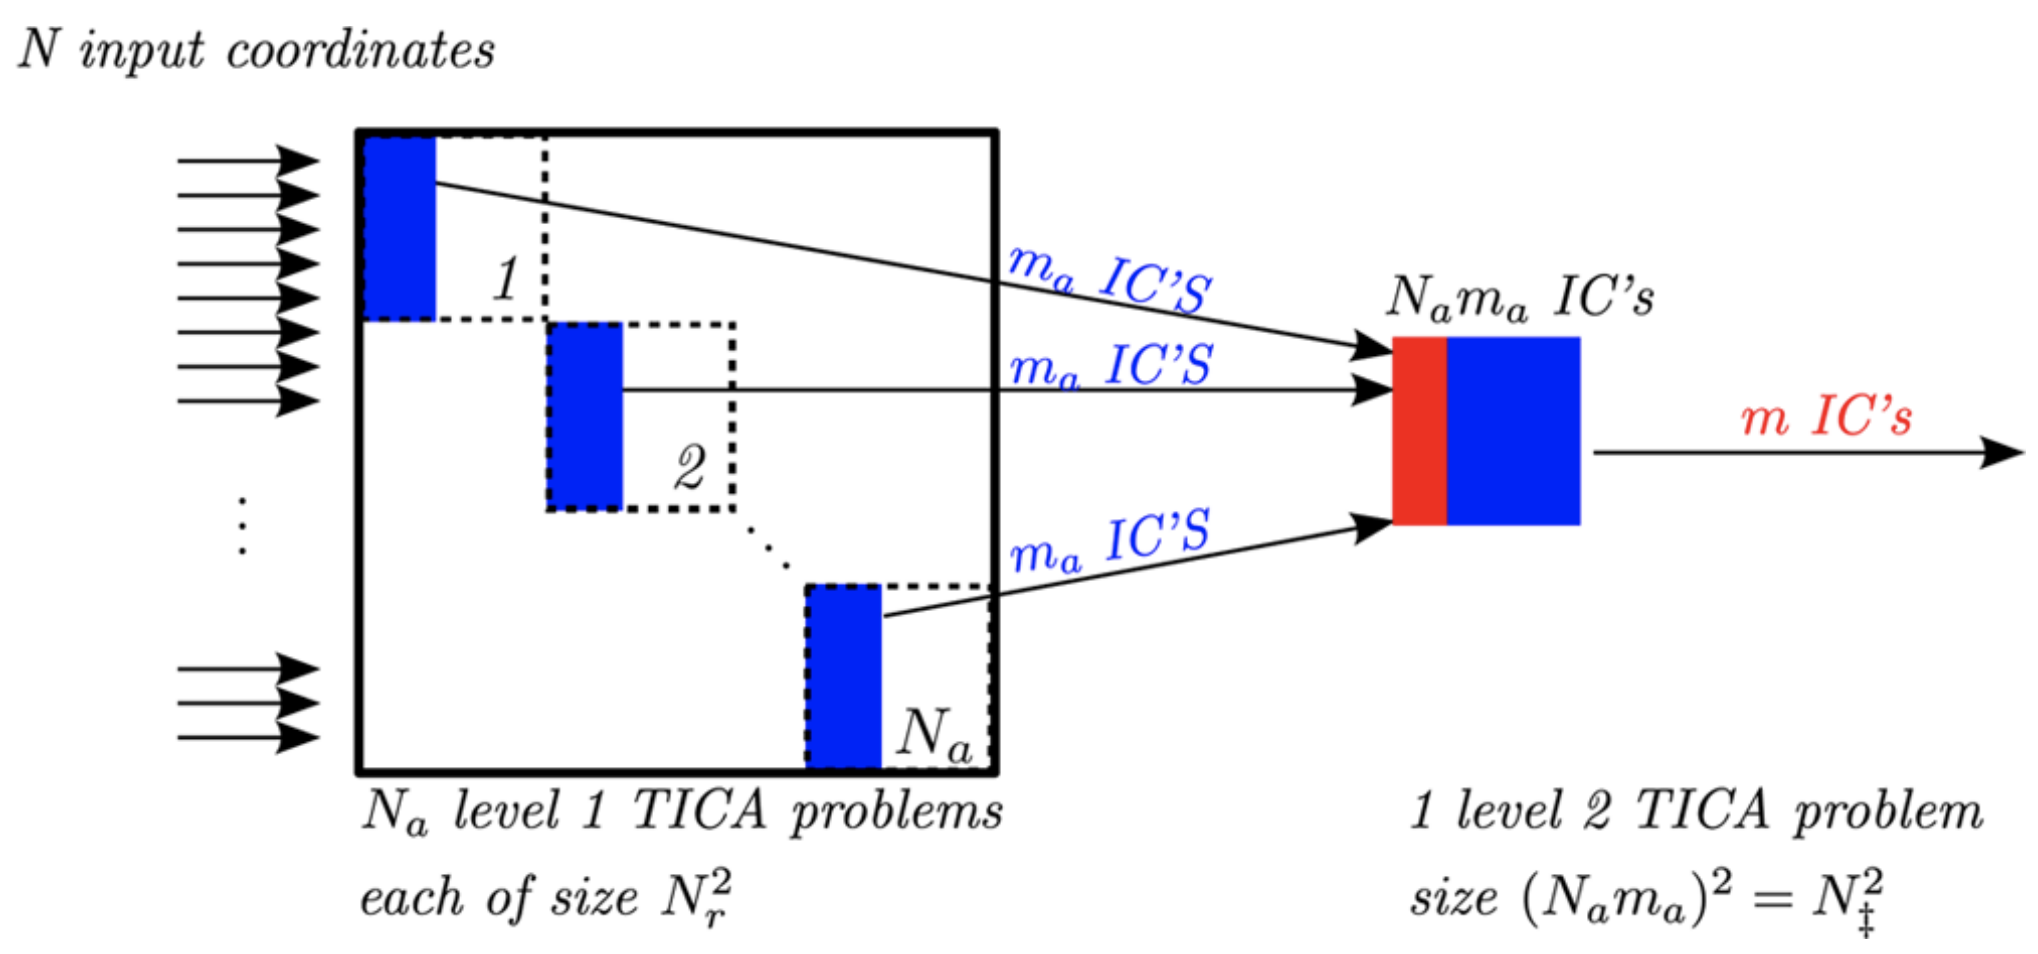 N input coordinates
1
2
N_a
m_a IC'S
m_a IC'S
m_a IC'S
N_a m_a IC's
m IC's
N_a level 1 TICA problems
each of size N_r^2
1 level 2 TICA problem
size (N_a m_a)^2 = N_‡^2